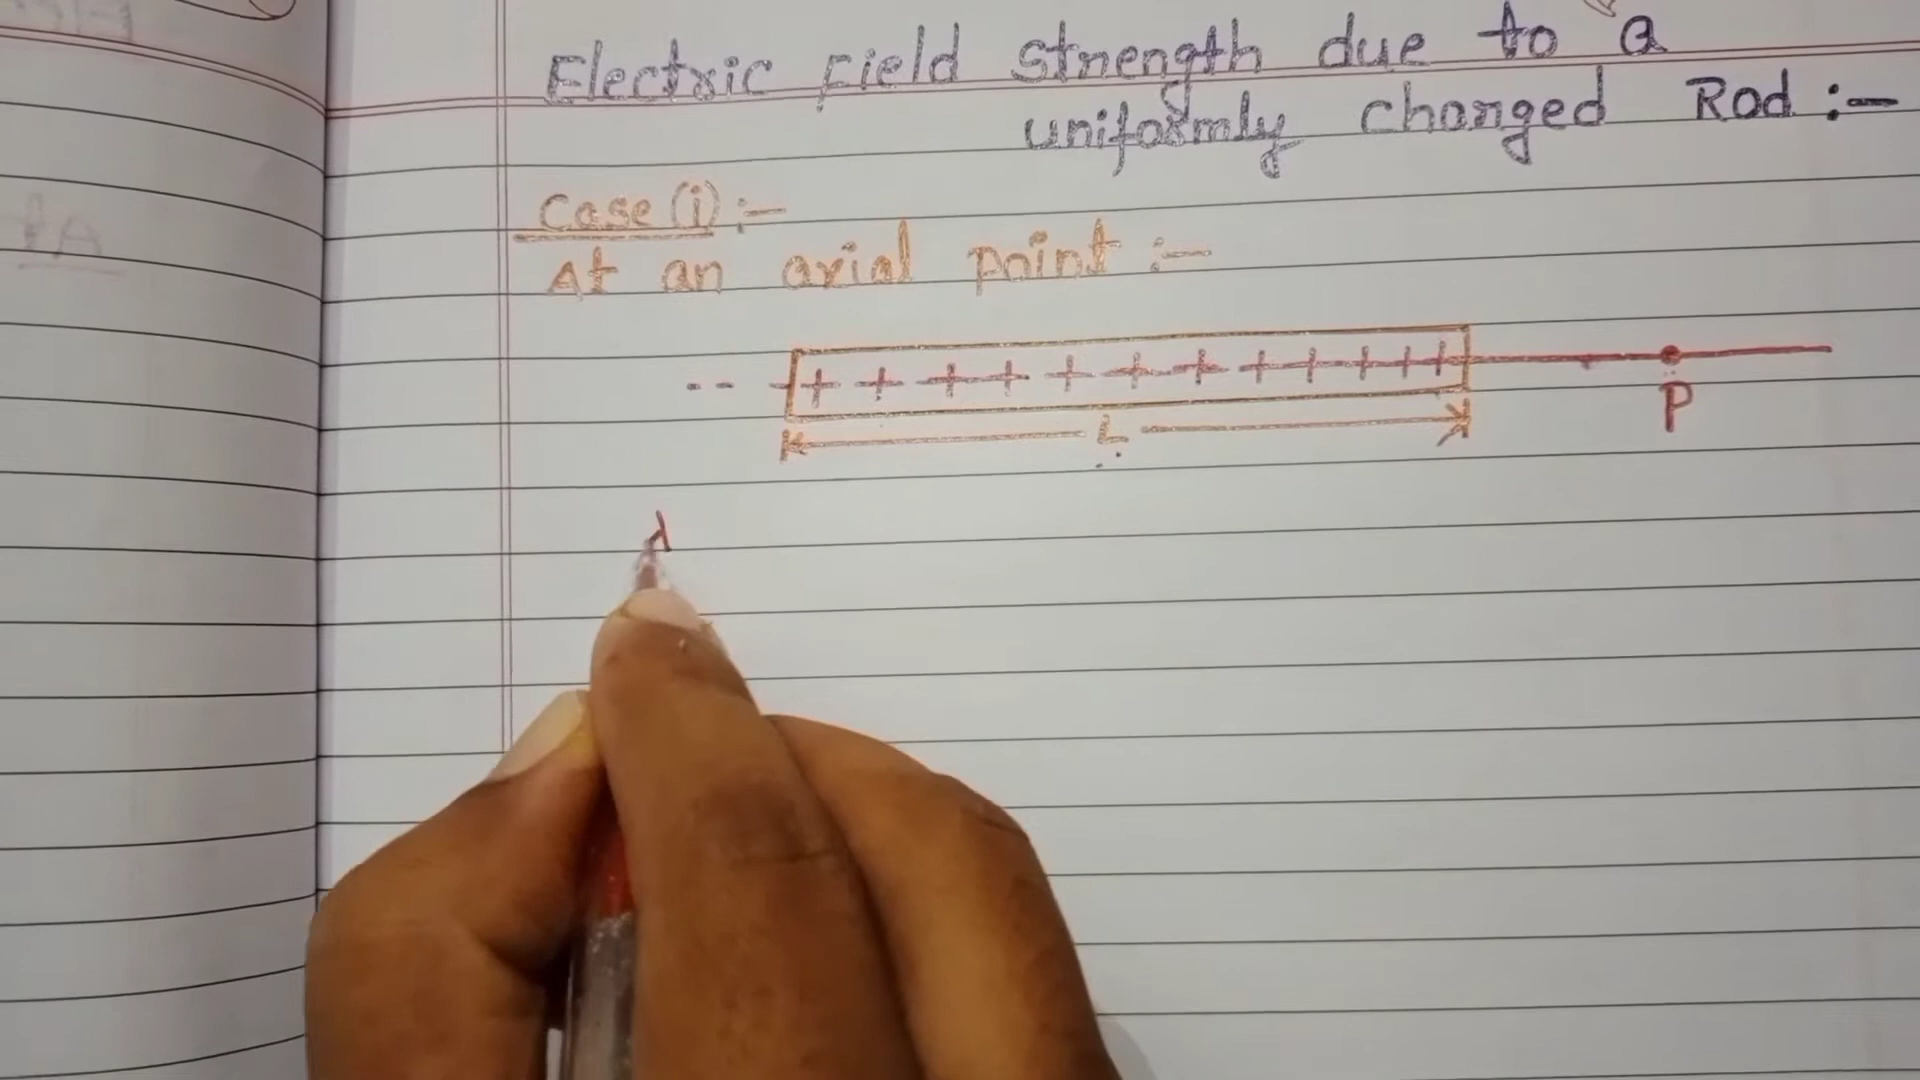 Electric Field Strength due to a
uniformly charged Rod :-
Case (i) :-
At an axial point :-
-- + + + + + + + + + + + +
P
L
λ